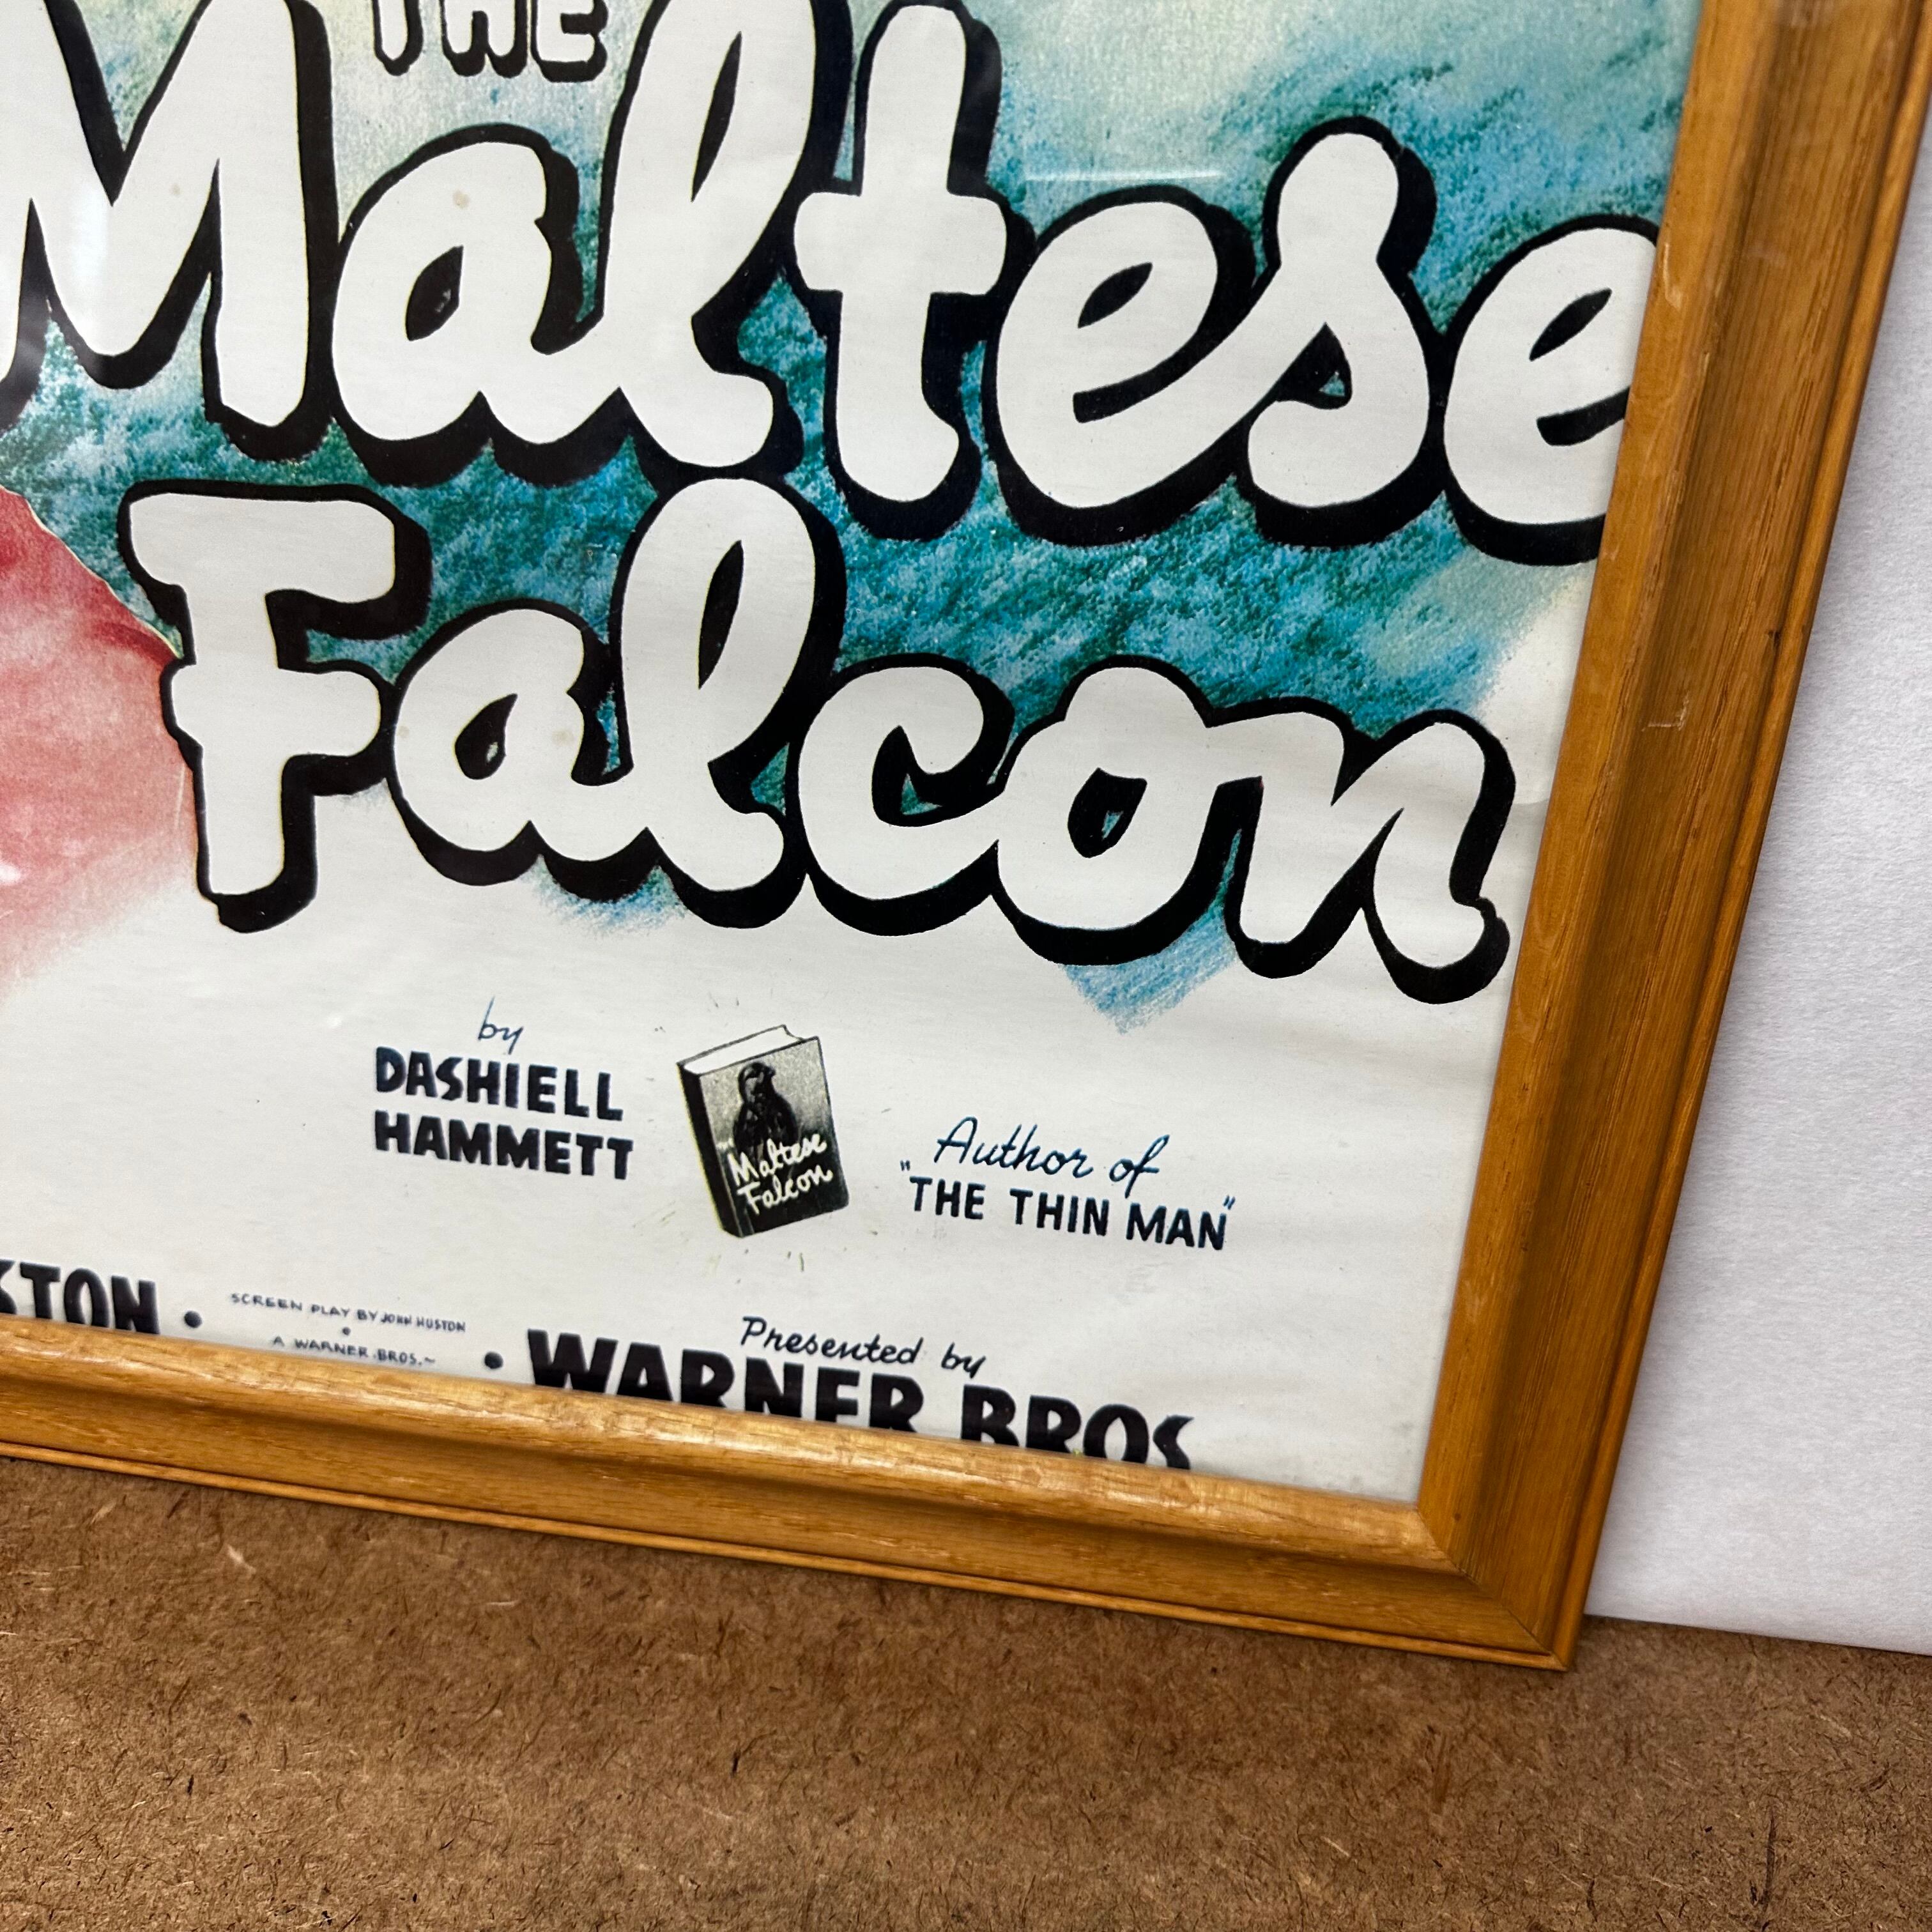 THE
Maltese
Falcon
by
DASHIELL
HAMMETT
Maltese
Falcon
Author of
"THE THIN MAN"
STON •
SCREEN PLAY BY JOHN HUSTON
A WARNER BROS.~
•
Presented by
WARNER BROS